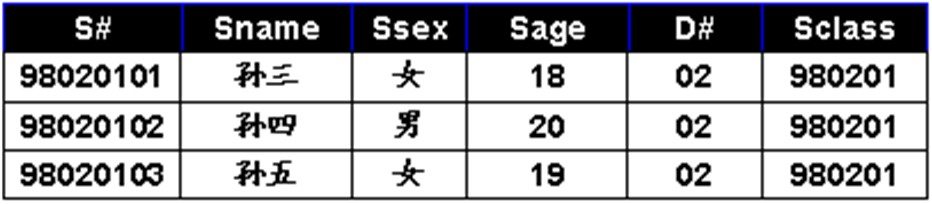 S# Sname Ssex Sage D# Sclass
98020101 孙三 女 18 02 980201
98020102 孙四 男 20 02 980201
98020103 孙五 女 19 02 980201